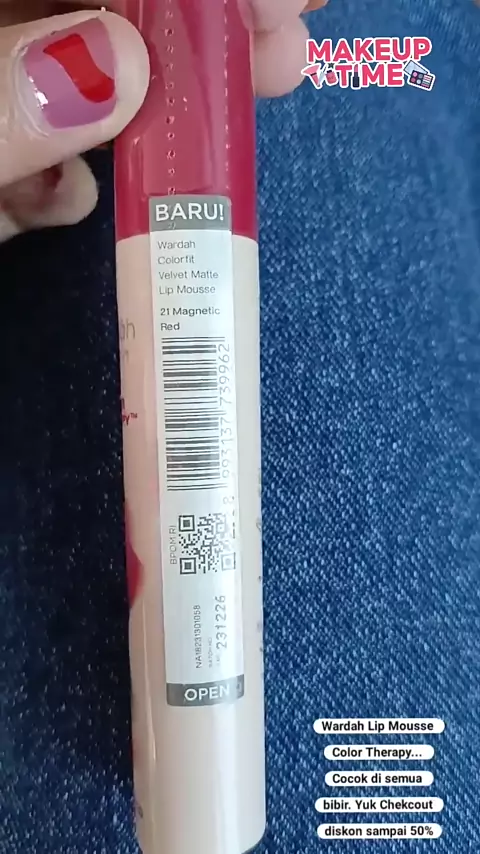 MAKEUP
TIME
BARU!
Wardah
Colorfit
Velvet Matte
Lip Mousse
21 Magnetic
Red
BPOM RI
NA18231301058
231226
OPEN
Wardah Lip Mousse
Color Therapy...
Cocok di semua
bibir. Yuk Chekcout
diskon sampai 50%